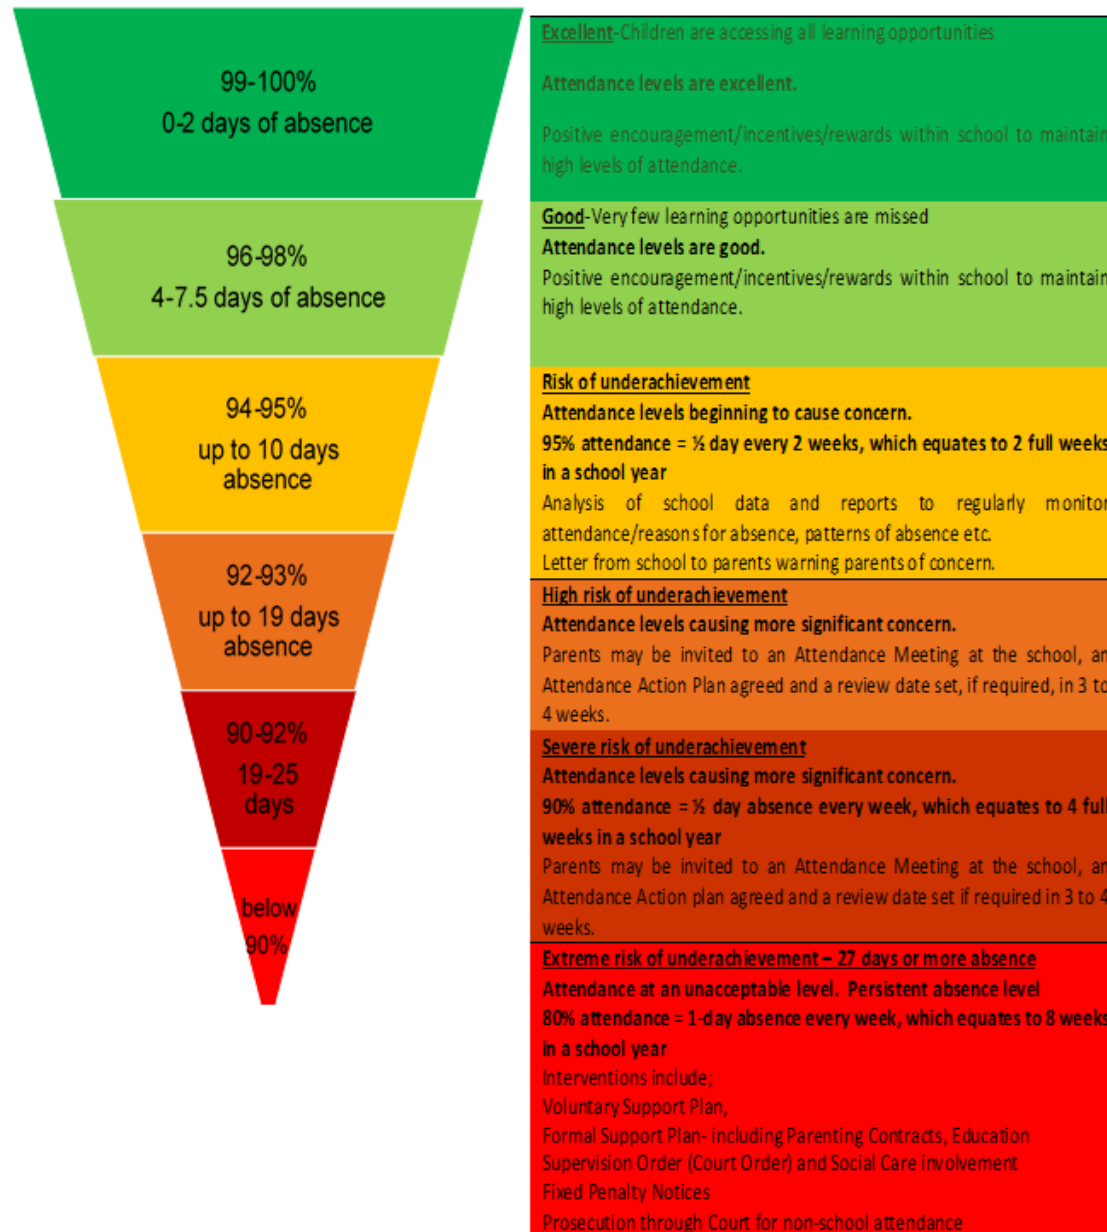 99-100%
0-2 days of absence
96-98%
4-7.5 days of absence
94-95%
up to 10 days
absence
92-93%
up to 19 days
absence
90-92%
19-25
days
below
90%
Excellent-Children are accessing all learning opportunities
Attendance levels are excellent.
Positive encouragement/incentives/rewards within school to maintain
high levels of attendance.
Good-Very few learning opportunities are missed
Attendance levels are good.
Positive encouragement/incentives/rewards within school to maintain
high levels of attendance.
Risk of underachievement
Attendance levels beginning to cause concern.
95% attendance = ½ day every 2 weeks, which equates to 2 full weeks
in a school year
Analysis of school data and reports to regularly monitor
attendance/reasons for absence, patterns of absence etc.
Letter from school to parents warning parents of concern.
High risk of underachievement
Attendance levels causing more significant concern.
Parents may be invited to an Attendance Meeting at the school, an
Attendance Action Plan agreed and a review date set, if required, in 3 to
4 weeks.
Severe risk of underachievement
Attendance levels causing more significant concern.
90% attendance = ½ day absence every week, which equates to 4 full
weeks in a school year
Parents may be invited to an Attendance Meeting at the school, an
Attendance Action plan agreed and a review date set if required in 3 to 4
weeks.
Extreme risk of underachievement – 27 days or more absence
Attendance at an unacceptable level. Persistent absence level
80% attendance = 1-day absence every week, which equates to 8 weeks
in a school year
Interventions include;
Voluntary Support Plan,
Formal Support Plan- including Parenting Contracts, Education
Supervision Order (Court Order) and Social Care involvement
Fixed Penalty Notices
Prosecution through Court for non-school attendance